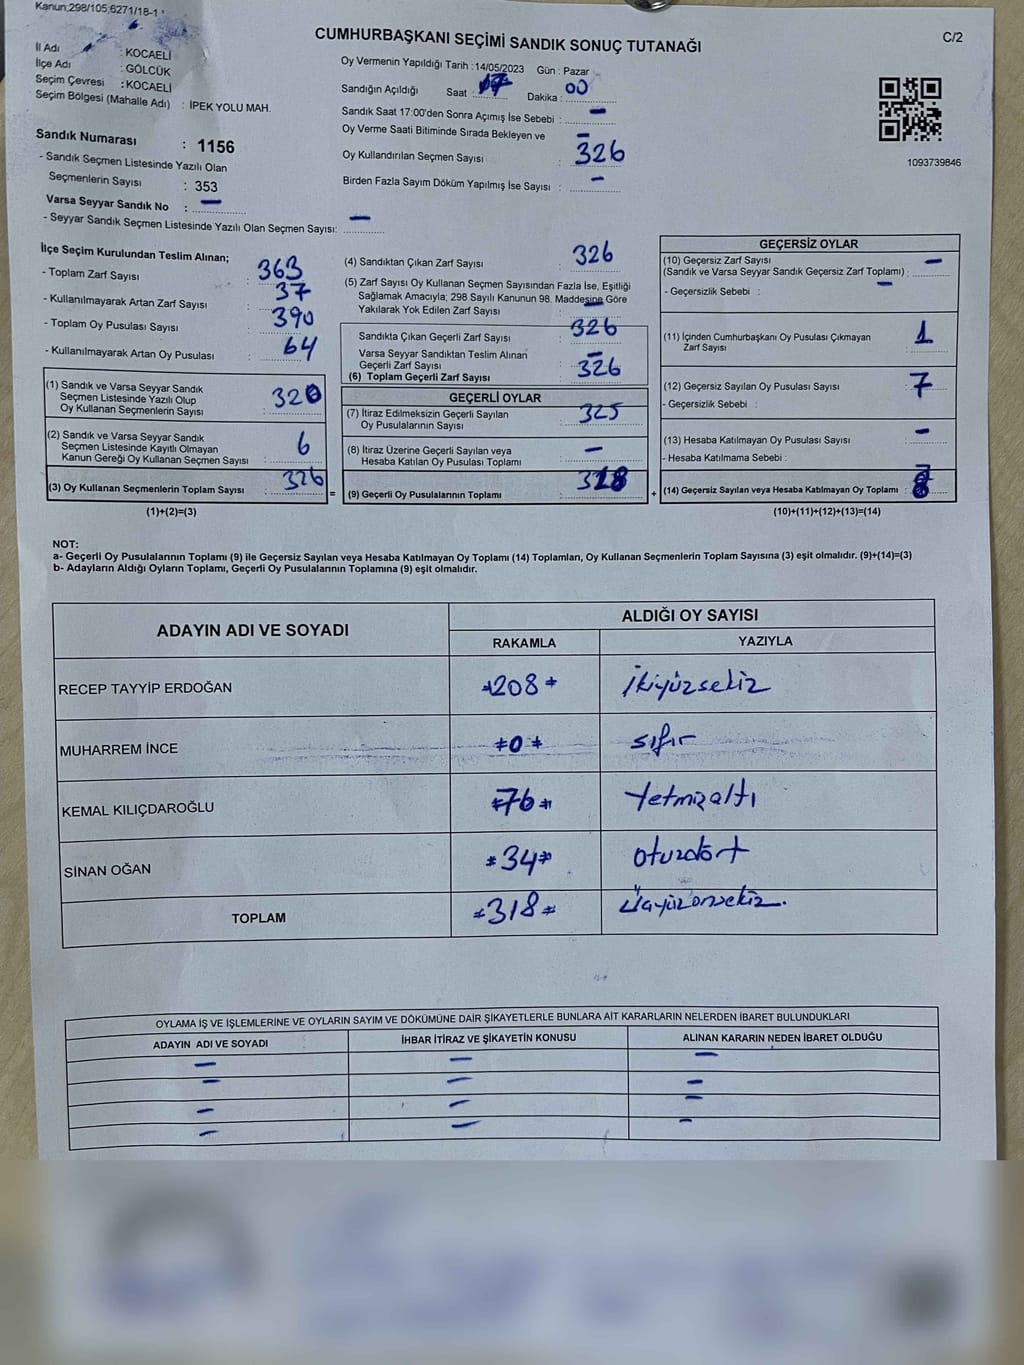 Kanun;298/105,6271/18-1
C/2
CUMHURBAŞKANI SEÇİMİ SANDIK SONUÇ TUTANAĞI
İl Adı : KOCAELİ
İlçe Adı : GÖLCÜK
Seçim Çevresi : KOCAELİ
Seçim Bölgesi (Mahalle Adı) : İPEK YOLU MAH.
Sandık Numarası : 1156
- Sandık Seçmen Listesinde Yazılı Olan
Seçmenlerin Sayısı : 353
Varsa Seyyar Sandık No : —
- Seyyar Sandık Seçmen Listesinde Yazılı Olan Seçmen Sayısı: —
Oy Vermenin Yapıldığı Tarih : 14/05/2023 Gün : Pazar
Sandığın Açıldığı Saat : 17 Dakika : 00
Sandık Saat 17:00'den Sonra Açımış İse Sebebi : —
Oy Verme Saati Bitiminde Sırada Bekleyen ve —
Oy Kullandırılan Seçmen Sayısı : 326
Birden Fazla Sayım Döküm Yapılmış İse Sayısı : —
1093739846
İlçe Seçim Kurulundan Teslim Alınan;
- Toplam Zarf Sayısı : 363
- Kullanılmayarak Artan Zarf Sayısı : 37
- Toplam Oy Pusulası Sayısı : 390
- Kullanılmayarak Artan Oy Pusulası : 64
(1) Sandık ve Varsa Seyyar Sandık
Seçmen Listesinde Yazılı Olup
Oy Kullanan Seçmenlerin Sayısı : 320
(2) Sandık ve Varsa Seyyar Sandık
Seçmen Listesinde Kayıtlı Olmayan
Kanun Gereği Oy Kullanan Seçmen Sayısı : 6
(3) Oy Kullanan Seçmenlerin Toplam Sayısı : 326
(1)+(2)=(3)
=
(4) Sandıktan Çıkan Zarf Sayısı : 326
(5) Zarf Sayısı Oy Kullanan Seçmen Sayısından Fazla İse, Eşitliği
Sağlamak Amacıyla; 298 Sayılı Kanunun 98. Maddesine Göre
Yakılarak Yok Edilen Zarf Sayısı : —
Sandıkta Çıkan Geçerli Zarf Sayısı : 326
Varsa Seyyar Sandıktan Teslim Alınan
Geçerli Zarf Sayısı : —
(6) Toplam Geçerli Zarf Sayısı : 326
GEÇERLİ OYLAR
(7) İtiraz Edilmeksizin Geçerli Sayılan
Oy Pusulalarının Sayısı : 325
(8) İtiraz Üzerine Geçerli Sayılan veya
Hesaba Katılan Oy Pusulası Toplamı : —
(9) Geçerli Oy Pusulalarının Toplamı : 318
+
GEÇERSİZ OYLAR
(10) Geçersiz Zarf Sayısı —
(Sandık ve Varsa Seyyar Sandık Geçersiz Zarf Toplamı) :
- Geçersizlik Sebebi : —
(11) İçinden Cumhurbaşkanı Oy Pusulası Çıkmayan
Zarf Sayısı : 1
(12) Geçersiz Sayılan Oy Pusulası Sayısı : 7
- Geçersizlik Sebebi :
(13) Hesaba Katılmayan Oy Pusulası Sayısı : —
- Hesaba Katılmama Sebebi :
(14) Geçersiz Sayılan veya Hesaba Katılmayan Oy Toplamı : 8
(10)+(11)+(12)+(13)=(14)
NOT:
a- Geçerli Oy Pusulalarının Toplamı (9) ile Geçersiz Sayılan veya Hesaba Katılmayan Oy Toplamı (14) Toplamları, Oy Kullanan Seçmenlerin Toplam Sayısına (3) eşit olmalıdır. (9)+(14)=(3)
b- Adayların Aldığı Oyların Toplamı, Geçerli Oy Pusulalarının Toplamına (9) eşit olmalıdır.
ADAYIN ADI VE SOYADI
ALDIĞI OY SAYISI
RAKAMLA YAZIYLA
RECEP TAYYİP ERDOĞAN 208 ikiyüzsekiz
MUHARREM İNCE 0 sıfır
KEMAL KILIÇDAROĞLU 76 Yetmişaltı
SİNAN OĞAN 34 otuzdört
TOPLAM 318 Üçyüzonsekiz.
OYLAMA İŞ VE İŞLEMLERİNE VE OYLARIN SAYIM VE DÖKÜMÜNE DAİR ŞİKAYETLERLE BUNLARA AİT KARARLARIN NELERDEN İBARET BULUNDUKLARI
ADAYIN ADI VE SOYADI İHBAR İTİRAZ VE ŞİKAYETİN KONUSU ALINAN KARARIN NEDEN İBARET OLDUĞU
— — —
— — —
— — —
— — —